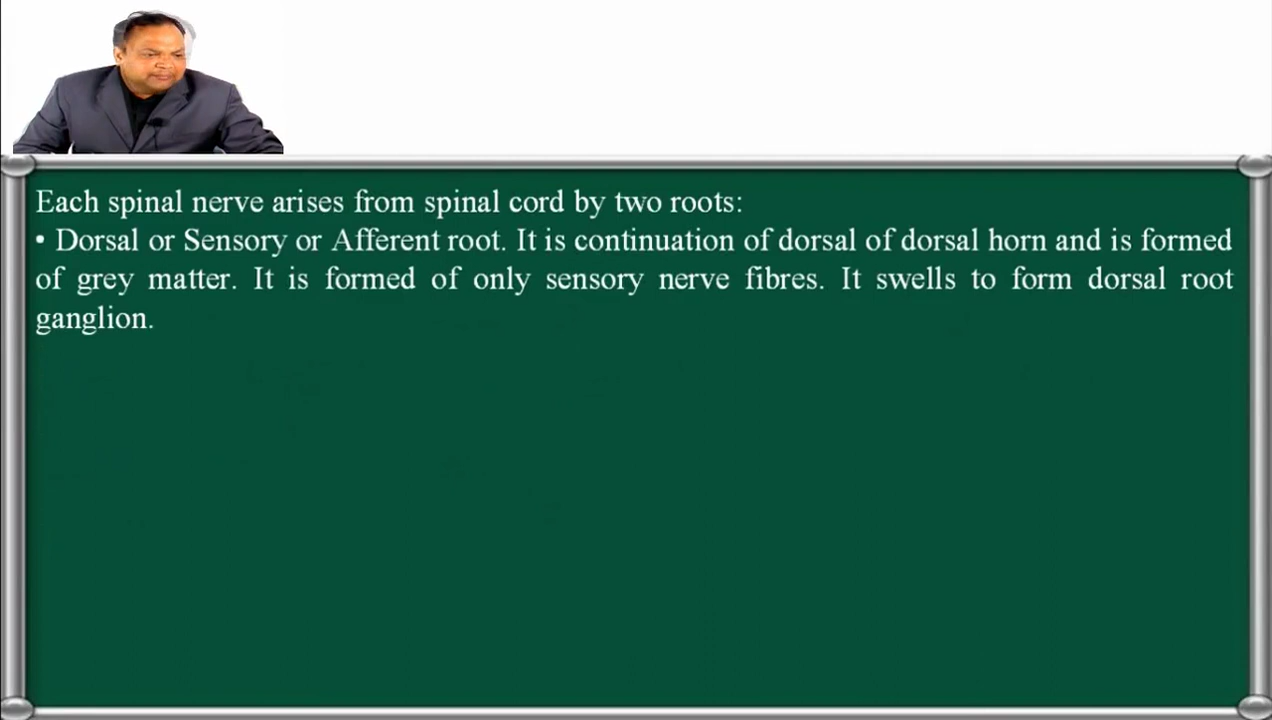 Each spinal nerve arises from spinal cord by two roots:
• Dorsal or Sensory or Afferent root. It is continuation of dorsal of dorsal horn and is formed
of grey matter. It is formed of only sensory nerve fibres. It swells to form dorsal root
ganglion.